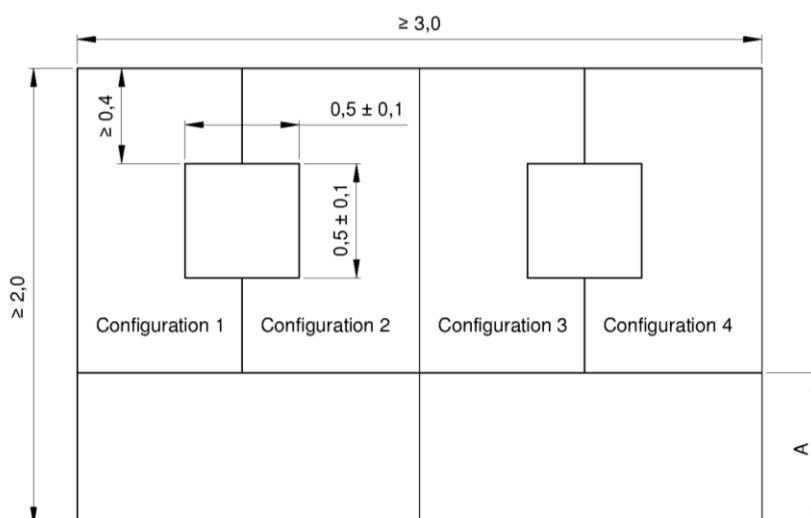 ≥ 3,0
≥ 0,4
0,5 ± 0,1
0,5 ± 0,1
≥ 2,0
Configuration 1
Configuration 2
Configuration 3
Configuration 4
A